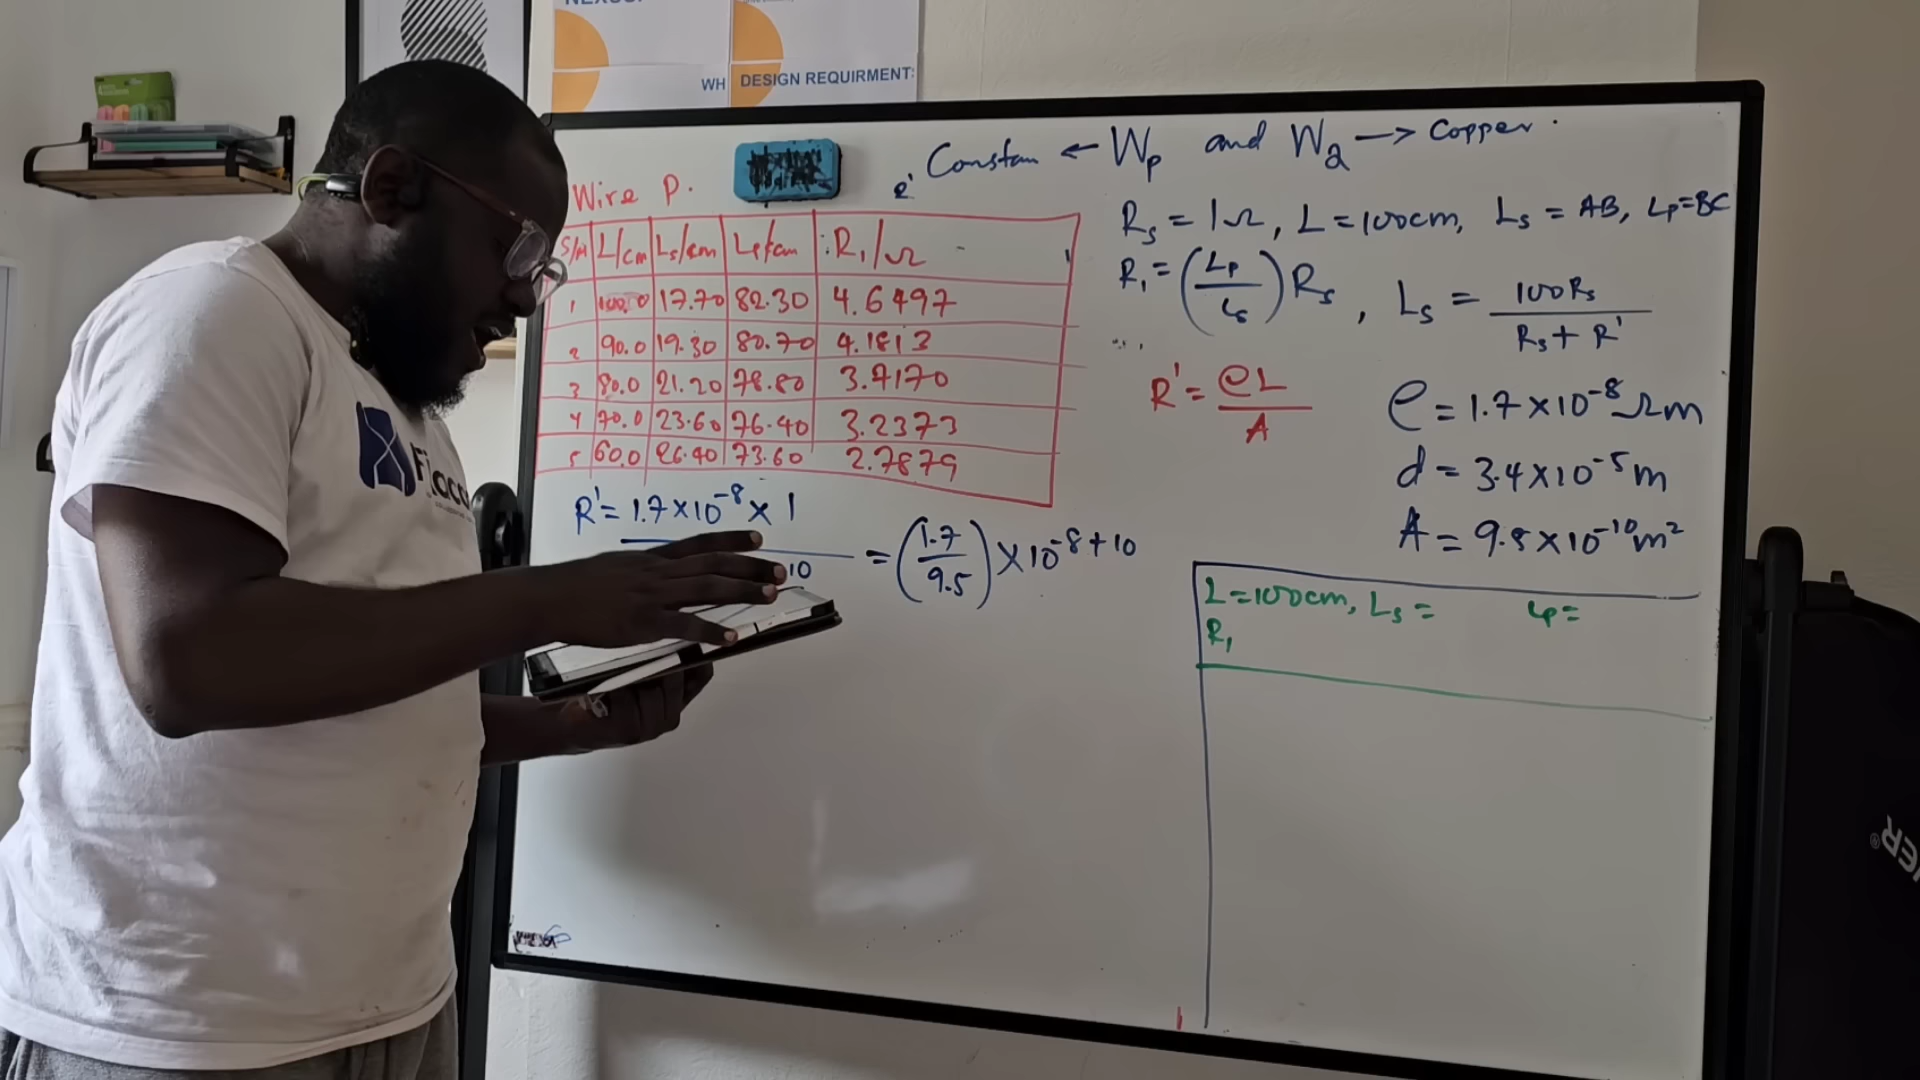 WH DESIGN REQUIRMENT:
Constan ← Wp and W2 → Copper.
Wire P.
S/N L/cm Ls/cm Lp/cm R1/Ω
1 100.0 17.70 82.30 4.6497
2 90.0 19.30 80.70 4.1813
3 80.0 21.20 78.80 3.7170
4 70.0 23.60 76.40 3.2373
5 60.0 26.40 73.60 2.7879
Rs = 1Ω, L = 100cm, Ls = AB, Lp = BC
R1 = (Lp/Ls) Rs, Ls = 100Rs / Rs + R'
R' = ρL / A
ρ = 1.7 × 10⁻⁸ Ωm
d = 3.4 × 10⁻⁵ m
A = 9.5 × 10⁻¹⁰ m²
R' = 1.7 × 10⁻⁸ × 1
10 = (1.7/9.5) × 10⁻⁸⁺¹⁰
L = 100cm, Ls = Lp =
R1